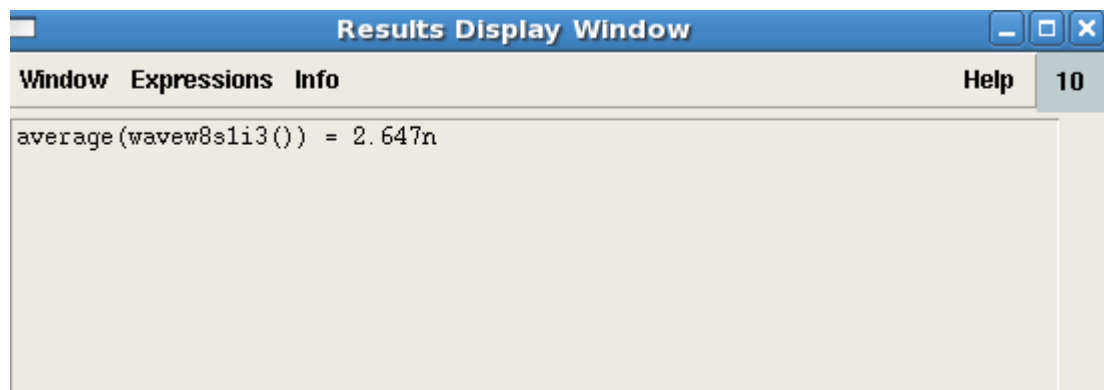 Results Display Window
Window Expressions Info Help 10
average(wavew8s1i3()) = 2.647n